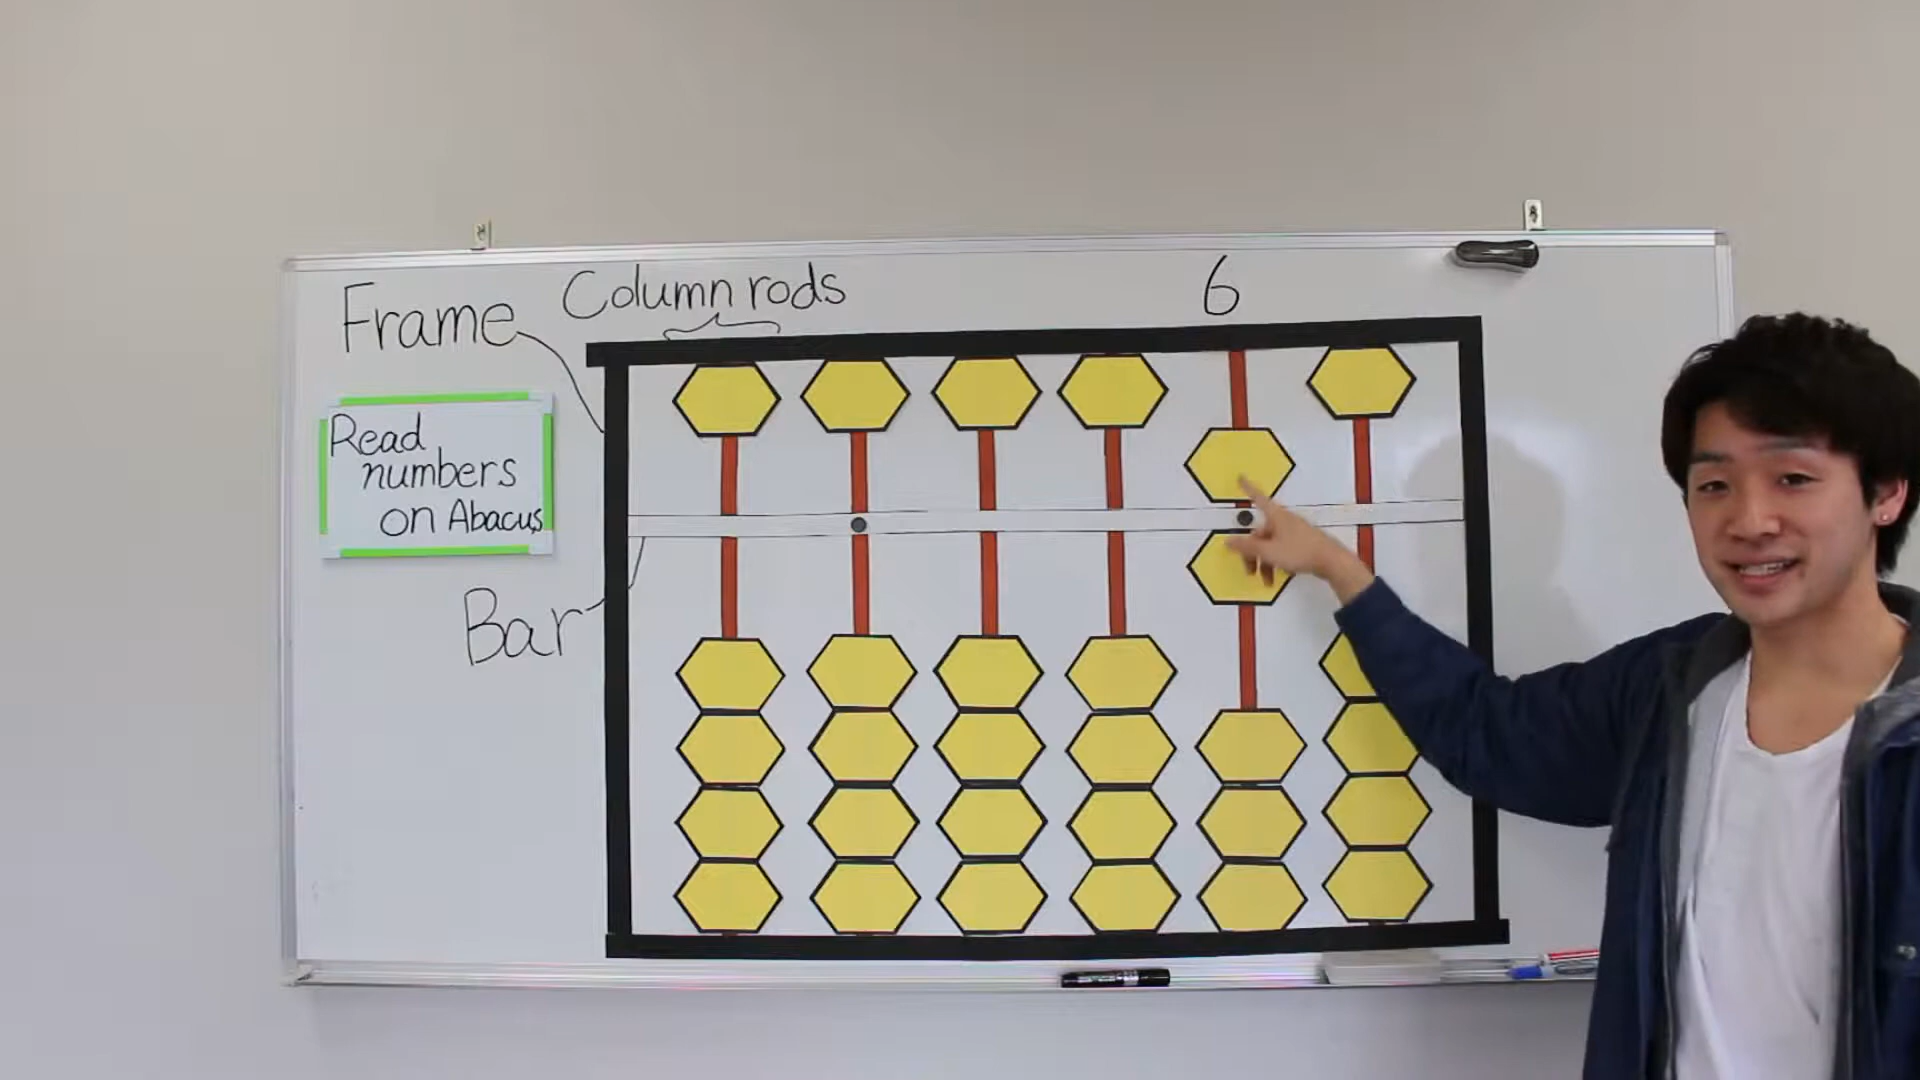 Frame
Column rods
6
Read
numbers
on Abacus
Bar